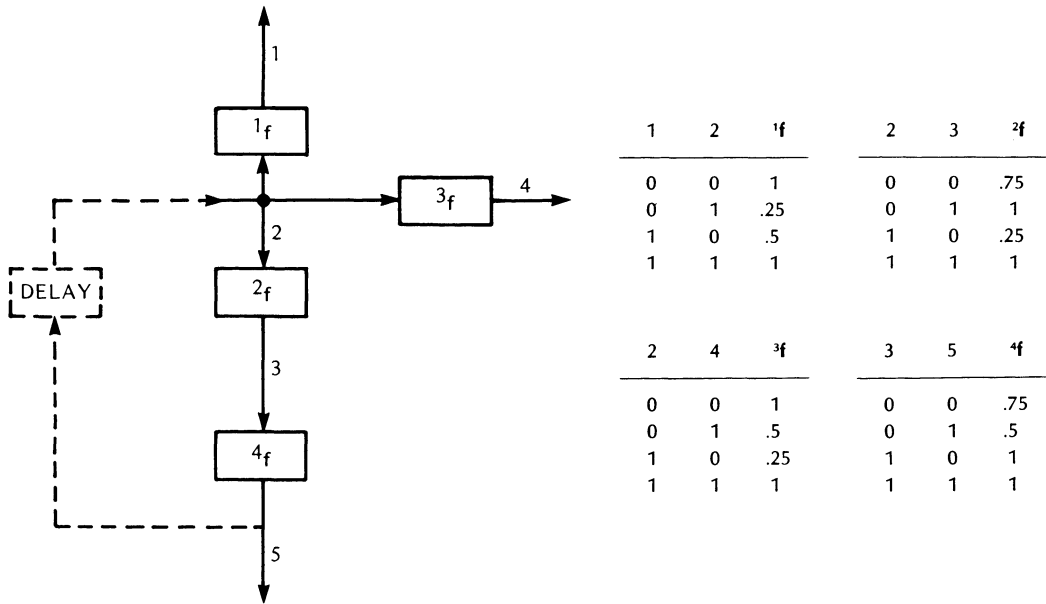 1
¹f
4
³f
2
DELAY
²f
3
⁴f
5
1 2 ¹f
0 0 1
0 1 .25
1 0 .5
1 1 1
2 3 ²f
0 0 .75
0 1 1
1 0 .25
1 1 1
2 4 ³f
0 0 1
0 1 .5
1 0 .25
1 1 1
3 5 ⁴f
0 0 .75
0 1 .5
1 0 1
1 1 1